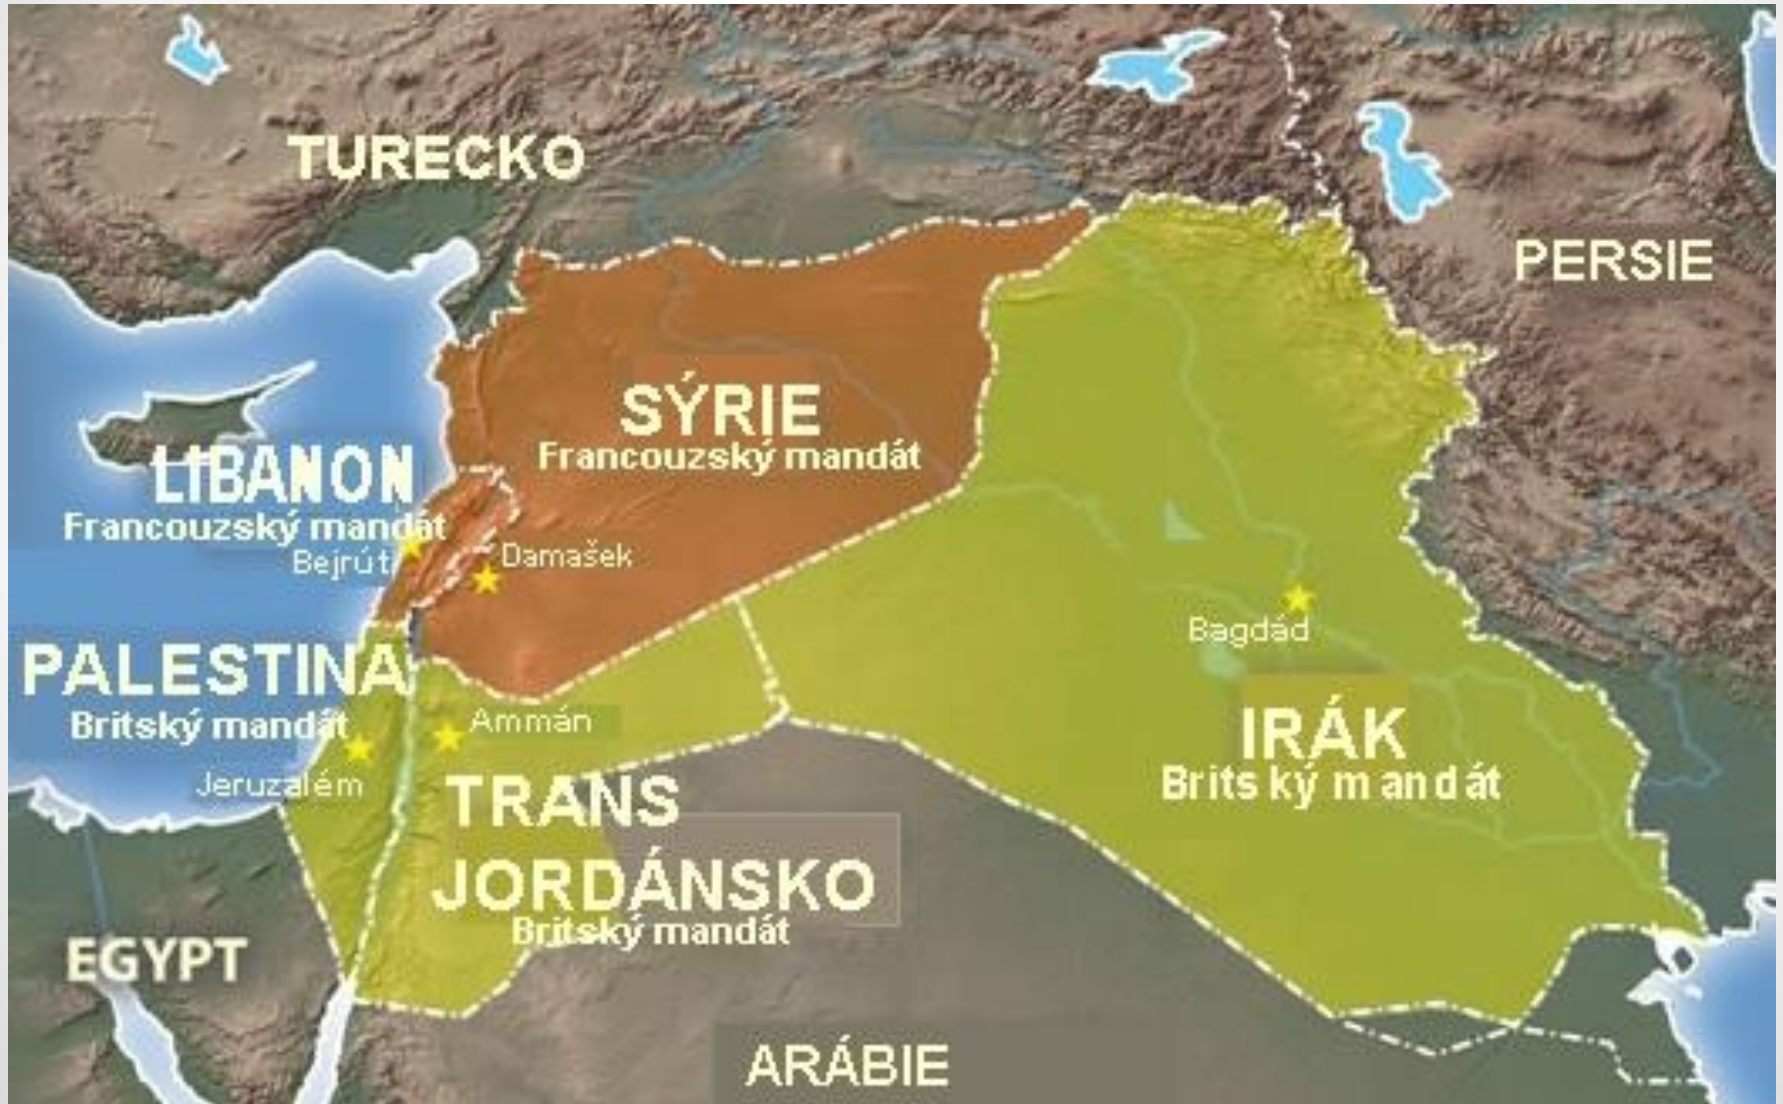 TURECKO
PERSIE
SÝRIE
Francouzský mandát
LIBANON
Francouzský mandát
Bejrút
Damašek
Bagdád
PALESTINA
Britský mandát
Jeruzalém
Ammán
IRÁK
Britský mandát
TRANS
JORDÁNSKO
Britský mandát
EGYPT
ARÁBIE